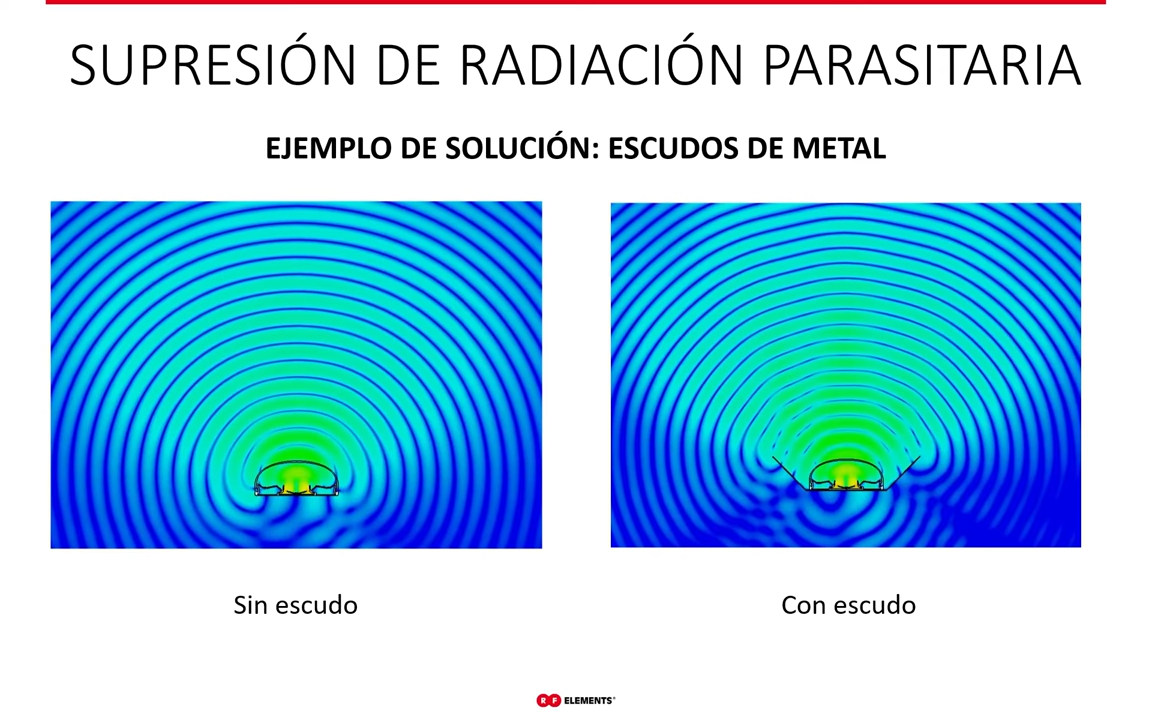 SUPRESIÓN DE RADIACIÓN PARASITARIA
EJEMPLO DE SOLUCIÓN: ESCUDOS DE METAL
Sin escudo
Con escudo
RF ELEMENTS